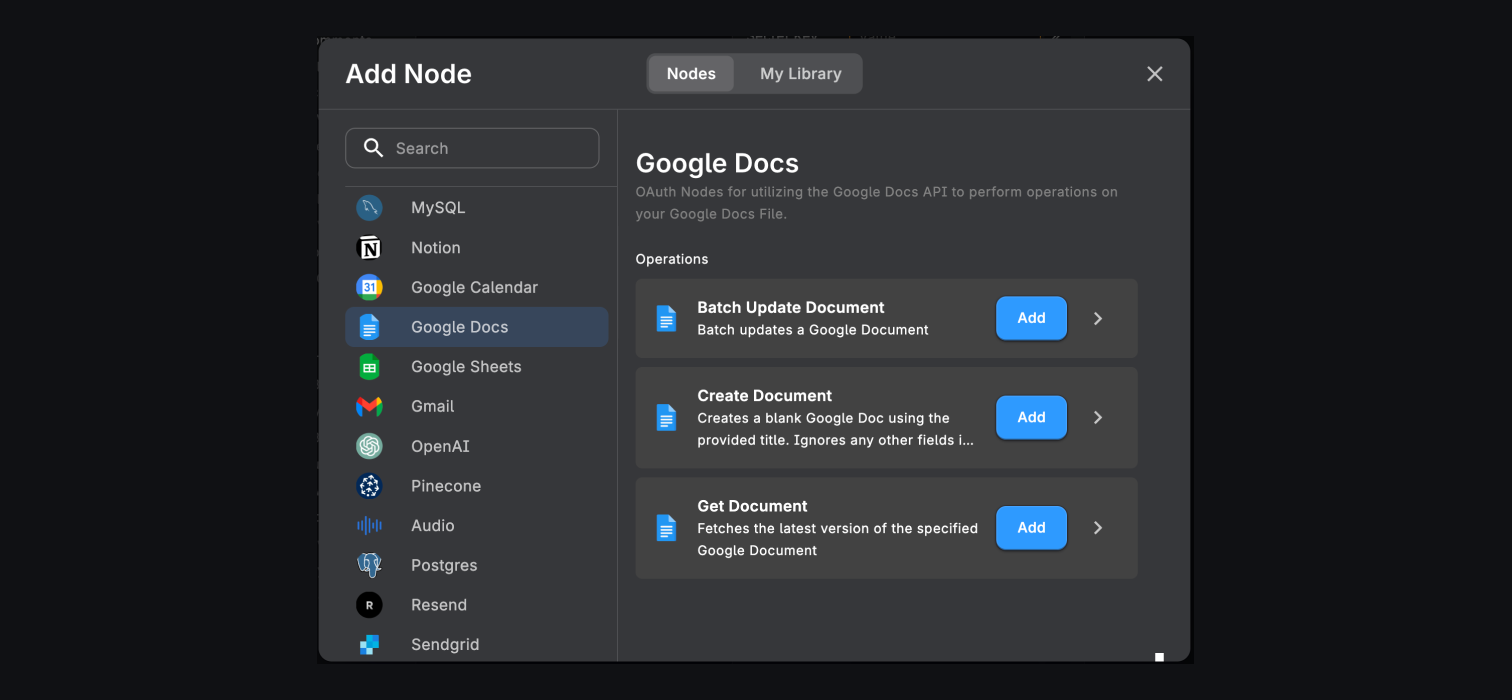 Add Node
Nodes
My Library
Search
MySQL
Notion
31
Google Calendar
Google Docs
Google Sheets
Gmail
OpenAI
Pinecone
Audio
Postgres
R
Resend
Sendgrid
Google Docs
OAuth Nodes for utilizing the Google Docs API to perform operations on
your Google Docs File.
Operations
Batch Update Document
Batch updates a Google Document
Add
Create Document
Creates a blank Google Doc using the
provided title. Ignores any other fields i...
Add
Get Document
Fetches the latest version of the specified
Google Document
Add